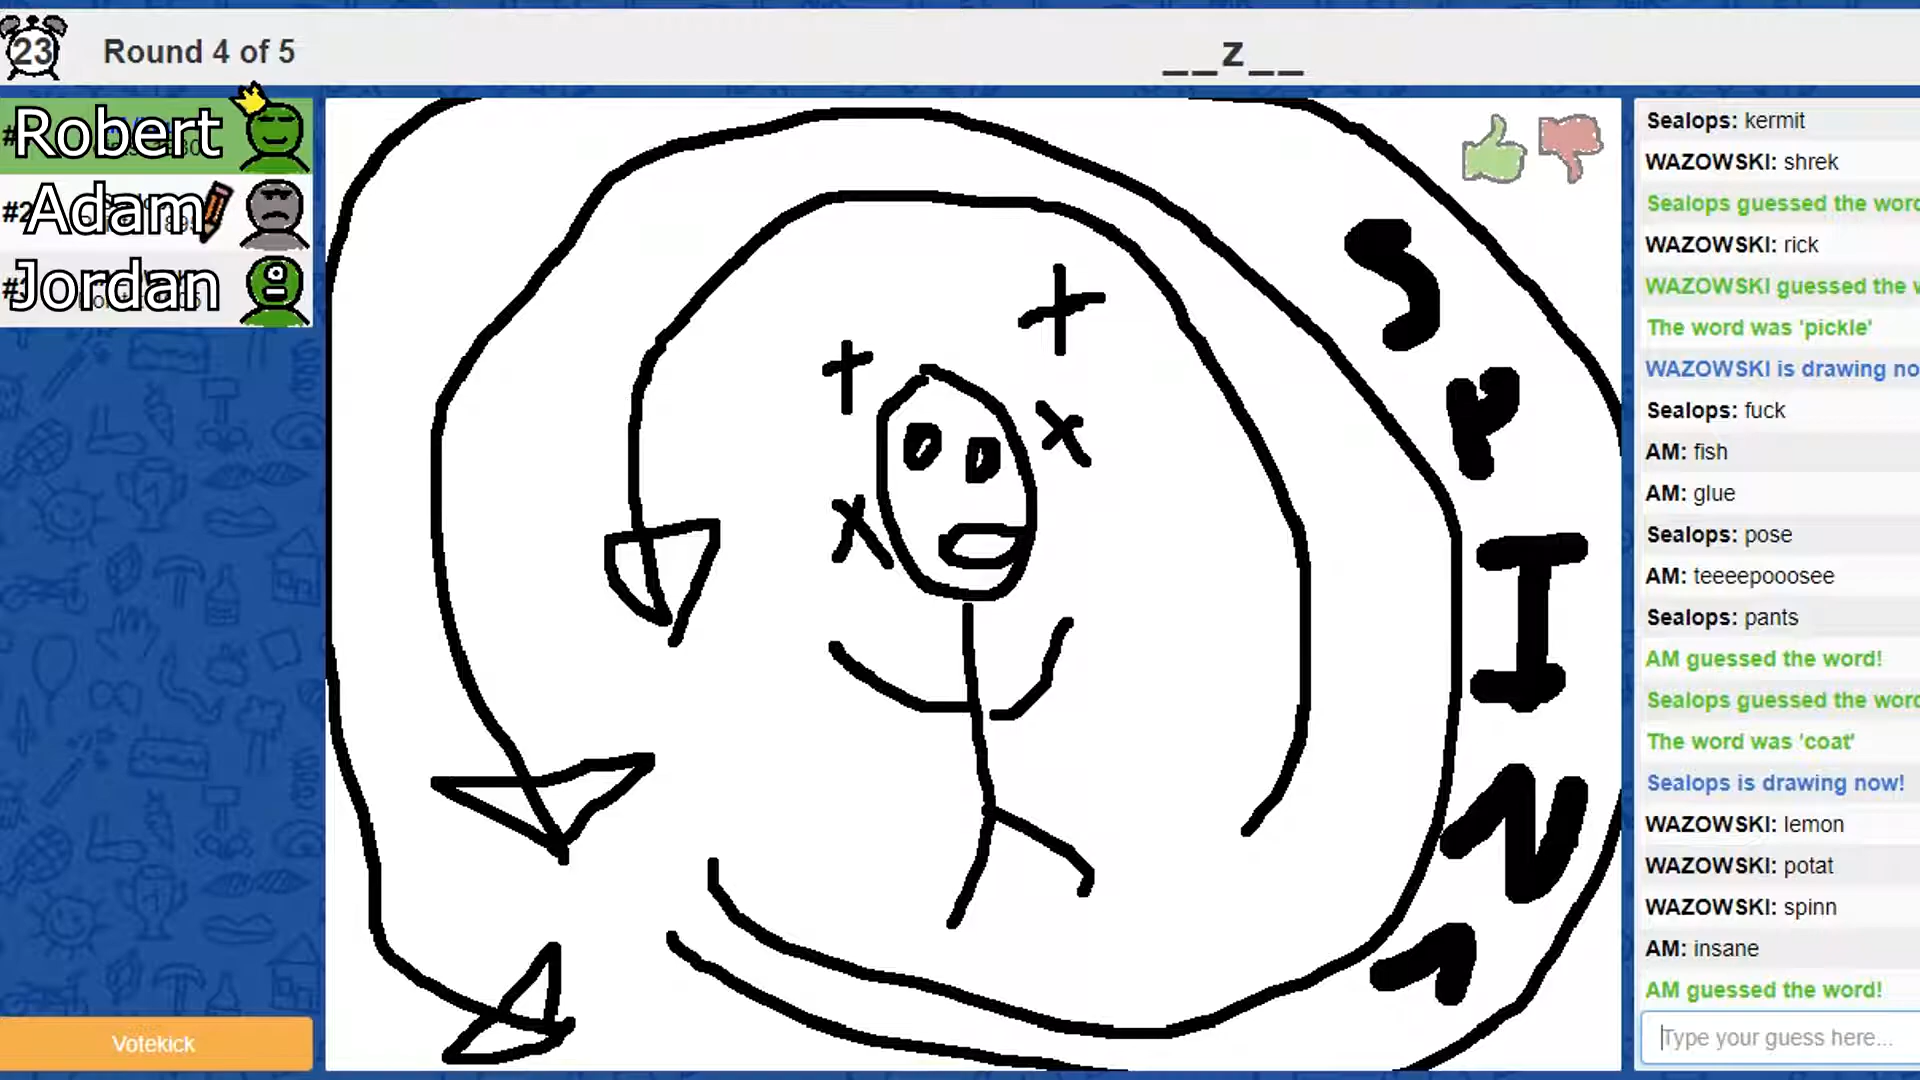 23
Round 4 of 5
__z__
Robert
#2 Adam
Jordan
Sealops: kermit
WAZOWSKI: shrek
Sealops guessed the word
WAZOWSKI: rick
WAZOWSKI guessed the w
The word was 'pickle'
WAZOWSKI is drawing no
Sealops: fuck
AM: fish
AM: glue
Sealops: pose
AM: teeeepooosee
Sealops: pants
AM guessed the word!
Sealops guessed the word
The word was 'coat'
Sealops is drawing now!
WAZOWSKI: lemon
WAZOWSKI: potat
WAZOWSKI: spinn
AM: insane
AM guessed the word!
Type your guess here...
S
P
I
N
Votekick